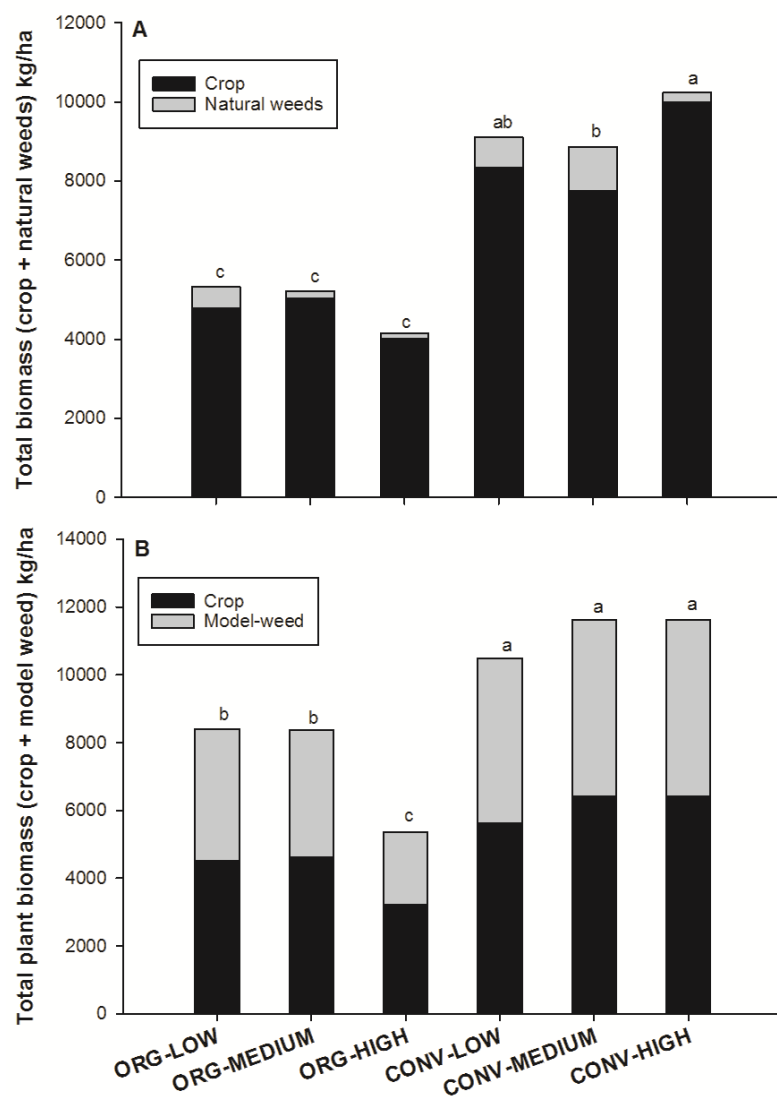 A
Total biomass (crop + natural weeds) kg/ha
12000
10000
8000
6000
4000
2000
0
Crop
Natural weeds
c
c
c
ab
b
a
B
Total plant biomass (crop + model weed) kg/ha
14000
12000
10000
8000
6000
4000
2000
0
Crop
Model-weed
b
b
c
a
a
a
ORG-LOW
ORG-MEDIUM
ORG-HIGH
CONV-LOW
CONV-MEDIUM
CONV-HIGH